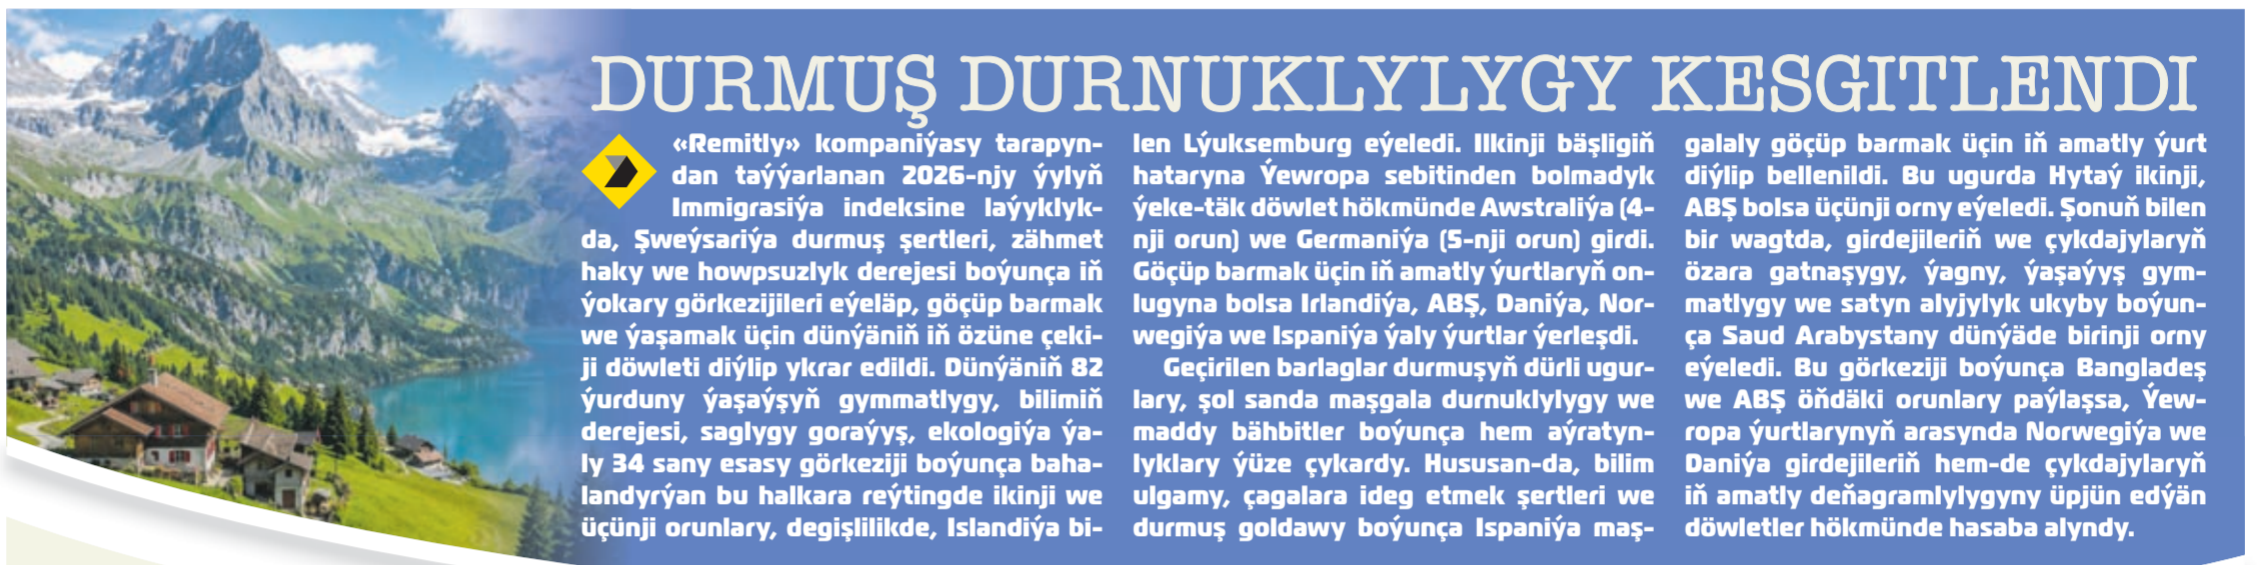 DURMUŞ DURNUKLYLYGY KESGITLENDI
«Remitly» kompaniýasy tarapyn-
dan taýýarlanan 2026-njy ýylyň
Immigrasiýa indeksine laýyklyk-
da, Şweýsariýa durmuş şertleri, zähmet
haky we howpsuzlyk derejesi boýunça iň
ýokary görkezijileri eýeläp, göçüp barmak
we ýaşamak üçin dünýäniň iň özüne çeki-
ji döwleti diýlip ykrar edildi. Dünýäniň 82
ýurduny ýaşaýşyň gymmatlygy, bilimiň
derejesi, saglygy goraýyş, ekologiýa ýa-
ly 34 sany esasy görkeziji boýunça baha-
landyrýan bu halkara reýtingde ikinji we
üçünji orunlary, degişlilikde, Islandiýa bi-
len Lýuksemburg eýeledi. Ilkinji bäşligiň
hataryna Ýewropa sebitinden bolmadyk
ýeke-täk döwlet hökmünde Awstraliýa (4-
nji orun) we Germaniýa (5-nji orun) girdi.
Göçüp barmak üçin iň amatly ýurtlaryň on-
lugyna bolsa Irlandiýa, ABŞ, Daniýa, Nor-
wegiýa we Ispaniýa ýaly ýurtlar ýerleşdi.
Geçirilen barlaglar durmuşyň dürli ugur-
lary, şol sanda maşgala durnuklylygy we
maddy bähbitler boýunça hem aýratyn-
lyklary ýüze çykardy. Hususan-da, bilim
ulgamy, çagalara ideg etmek şertleri we
durmuş goldawy boýunça Ispaniýa maş-
galaly göçüp barmak üçin iň amatly ýurt
diýlip bellenildi. Bu ugurda Hytaý ikinji,
ABŞ bolsa üçünji orny eýeledi. Şonuň bilen
bir wagtda, girdejileriň we çykdajylaryň
özara gatnaşygy, ýagny, ýaşaýyş gym-
matlygy we satyn alyjylyk ukyby boýun-
ça Saud Arabystany dünýäde birinji orny
eýeledi. Bu görkeziji boýunça Bangladeş
we ABŞ öňdäki orunlary paýlaşsa, Ýew-
ropa ýurtlarynyň arasynda Norwegiýa we
Daniýa girdejileriň hem-de çykdajylaryň
iň amatly deňagramlylygyny üpjün edýän
döwletler hökmünde hasaba alyndy.